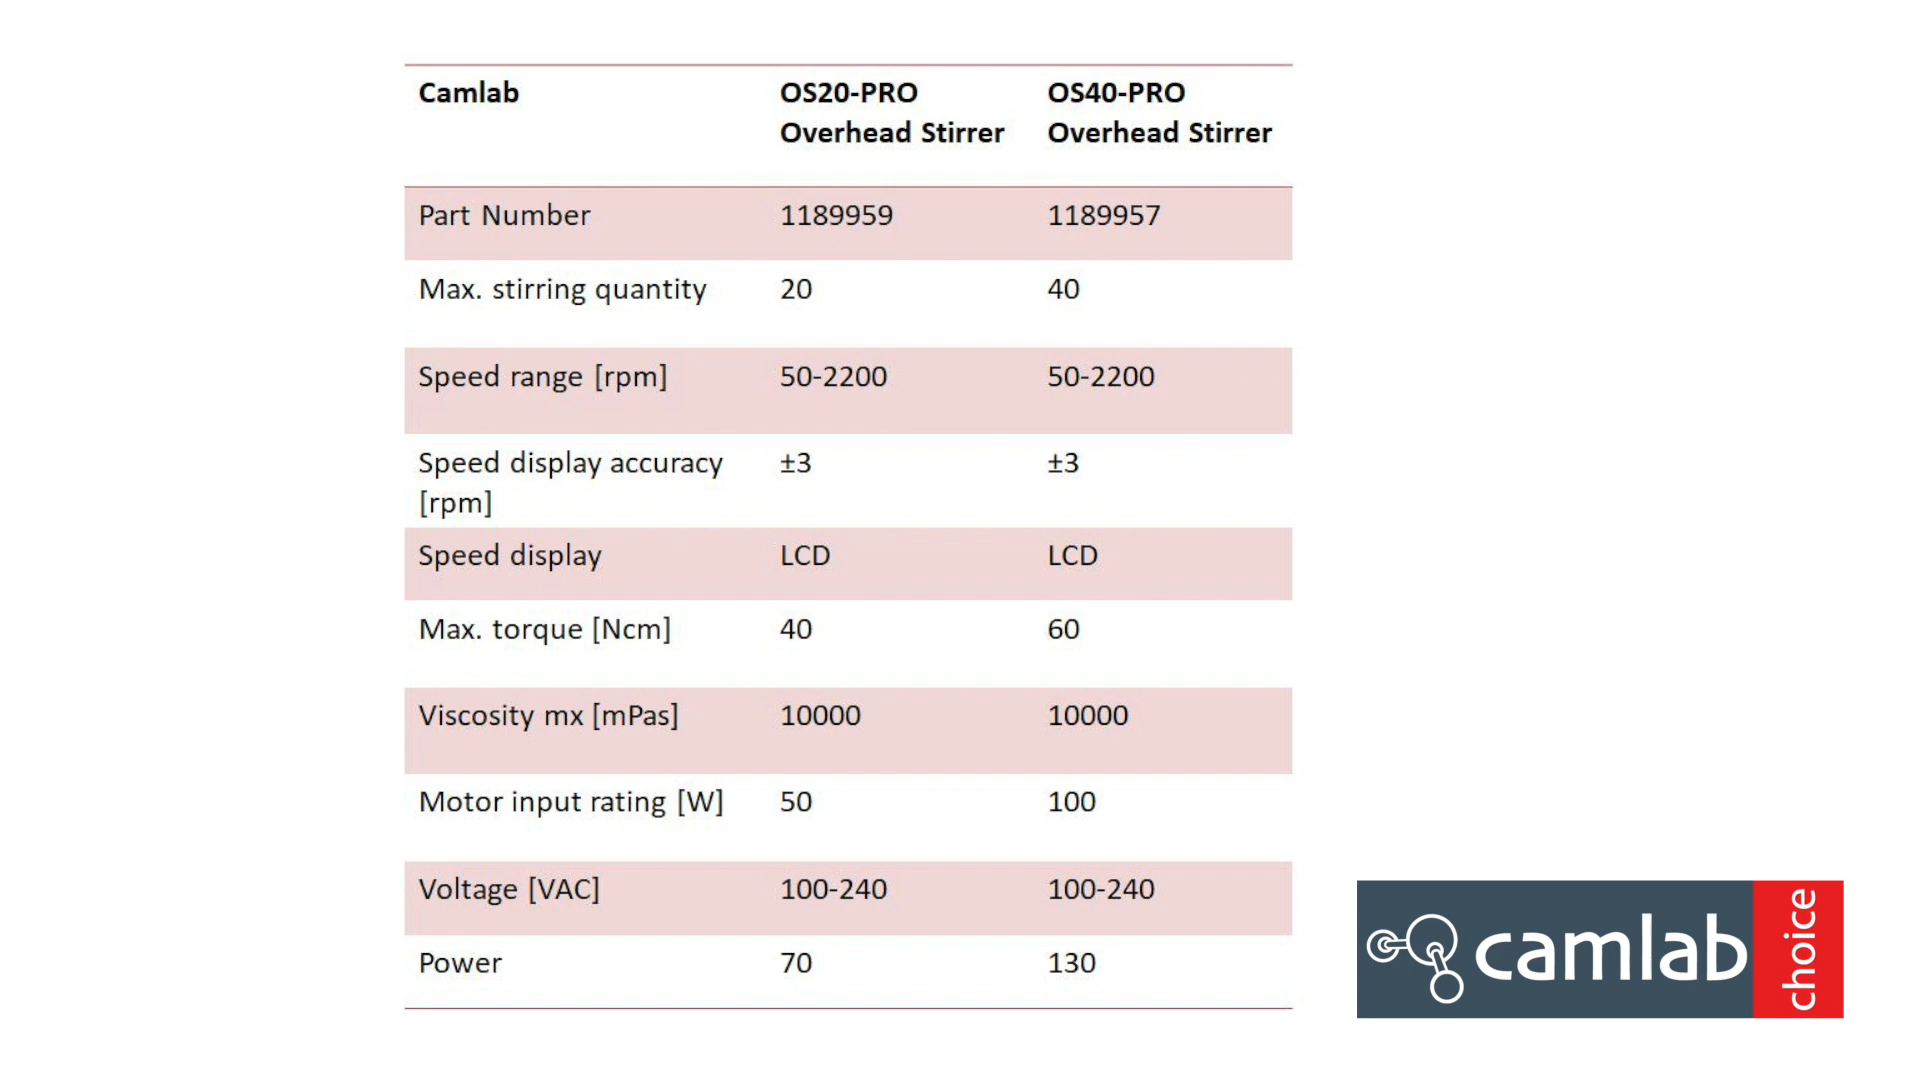 Camlab OS20-PRO OS40-PRO
Overhead Stirrer Overhead Stirrer
Part Number 1189959 1189957
Max. stirring quantity 20 40
Speed range [rpm] 50-2200 50-2200
Speed display accuracy ±3 ±3
[rpm]
Speed display LCD LCD
Max. torque [Ncm] 40 60
Viscosity mx [mPas] 10000 10000
Motor input rating [W] 50 100
Voltage [VAC] 100-240 100-240
Power 70 130
camlab
choice